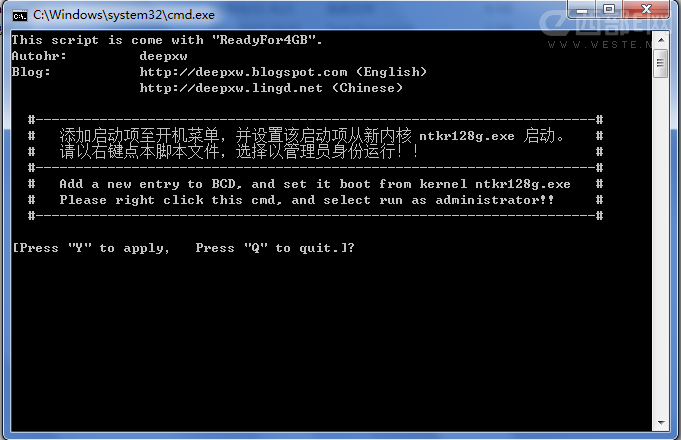 C:\Windows\system32\cmd.exe
西部E网
WWW.WESTE.NET
This script is come with "ReadyFor4GB".
Autohr: deepxw
Blog: http://deepxw.blogspot.com (English)
http://deepxw.lingd.net (Chinese)
#----------------------------------------------------------------------#
# 添加启动项至开机菜单，并设置该启动项从新内核 ntkr128g.exe 启动。 #
# 请以右键点本脚本文件，选择以管理员身份运行！！ #
#----------------------------------------------------------------------#
# Add a new entry to BCD, and set it boot from kernel ntkr128g.exe #
# Please right click this cmd, and select run as administrator!! #
#----------------------------------------------------------------------#
[Press "Y" to apply, Press "Q" to quit.]?